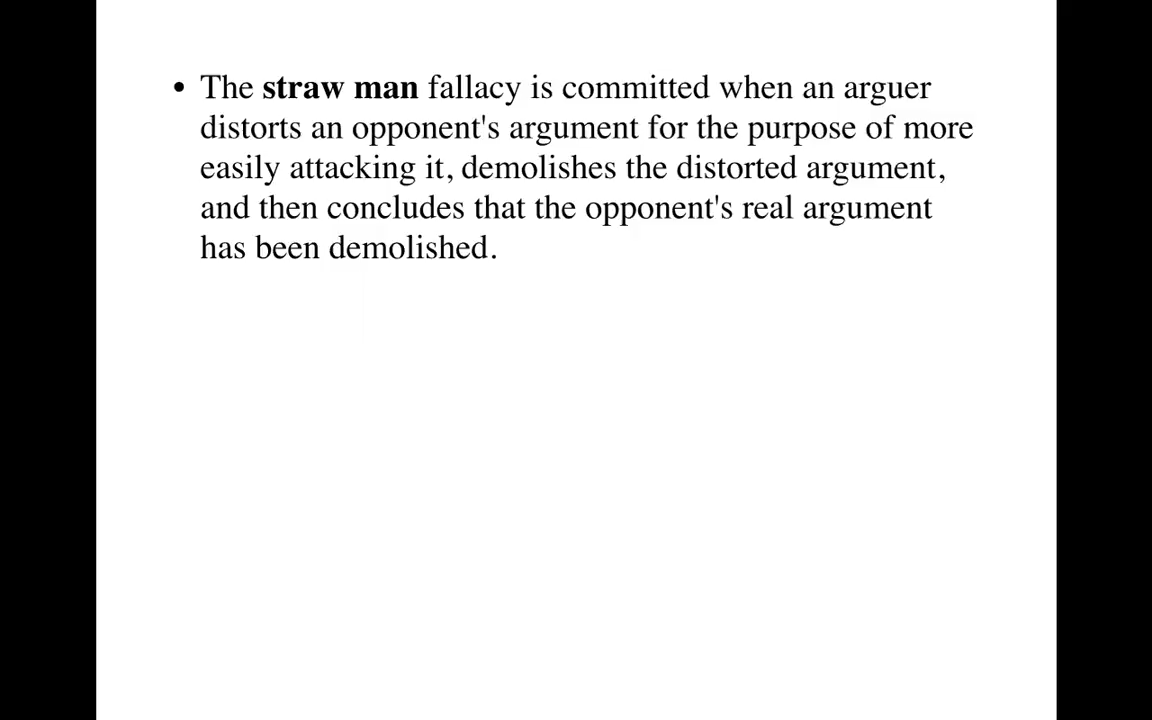 • The straw man fallacy is committed when an arguer
distorts an opponent's argument for the purpose of more
easily attacking it, demolishes the distorted argument,
and then concludes that the opponent's real argument
has been demolished.